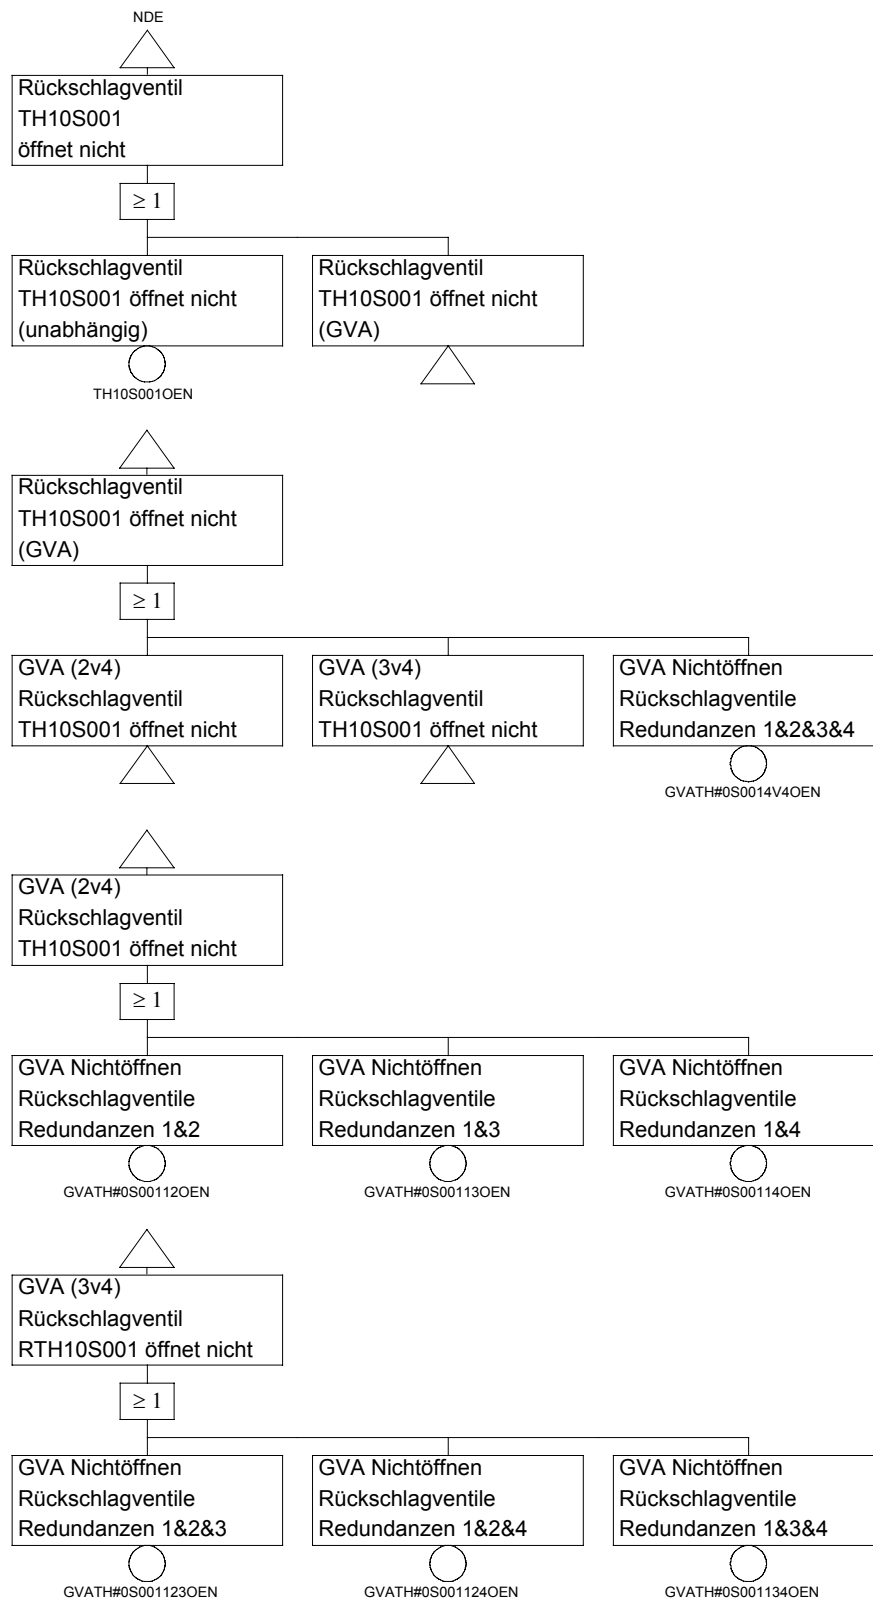 NDE
Rückschlagventil
TH10S001
öffnet nicht
≥ 1
Rückschlagventil
TH10S001 öffnet nicht
(unabhängig)
TH10S001OEN
Rückschlagventil
TH10S001 öffnet nicht
(GVA)
Rückschlagventil
TH10S001 öffnet nicht
(GVA)
≥ 1
GVA (2v4)
Rückschlagventil
TH10S001 öffnet nicht
GVA (3v4)
Rückschlagventil
TH10S001 öffnet nicht
GVA Nichtöffnen
Rückschlagventile
Redundanzen 1&2&3&4
GVATH#0S0014V4OEN
GVA (2v4)
Rückschlagventil
TH10S001 öffnet nicht
≥ 1
GVA Nichtöffnen
Rückschlagventile
Redundanzen 1&2
GVATH#0S00112OEN
GVA Nichtöffnen
Rückschlagventile
Redundanzen 1&3
GVATH#0S00113OEN
GVA Nichtöffnen
Rückschlagventile
Redundanzen 1&4
GVATH#0S00114OEN
GVA (3v4)
Rückschlagventil
RTH10S001 öffnet nicht
≥ 1
GVA Nichtöffnen
Rückschlagventile
Redundanzen 1&2&3
GVATH#0S001123OEN
GVA Nichtöffnen
Rückschlagventile
Redundanzen 1&2&4
GVATH#0S001124OEN
GVA Nichtöffnen
Rückschlagventile
Redundanzen 1&3&4
GVATH#0S001134OEN